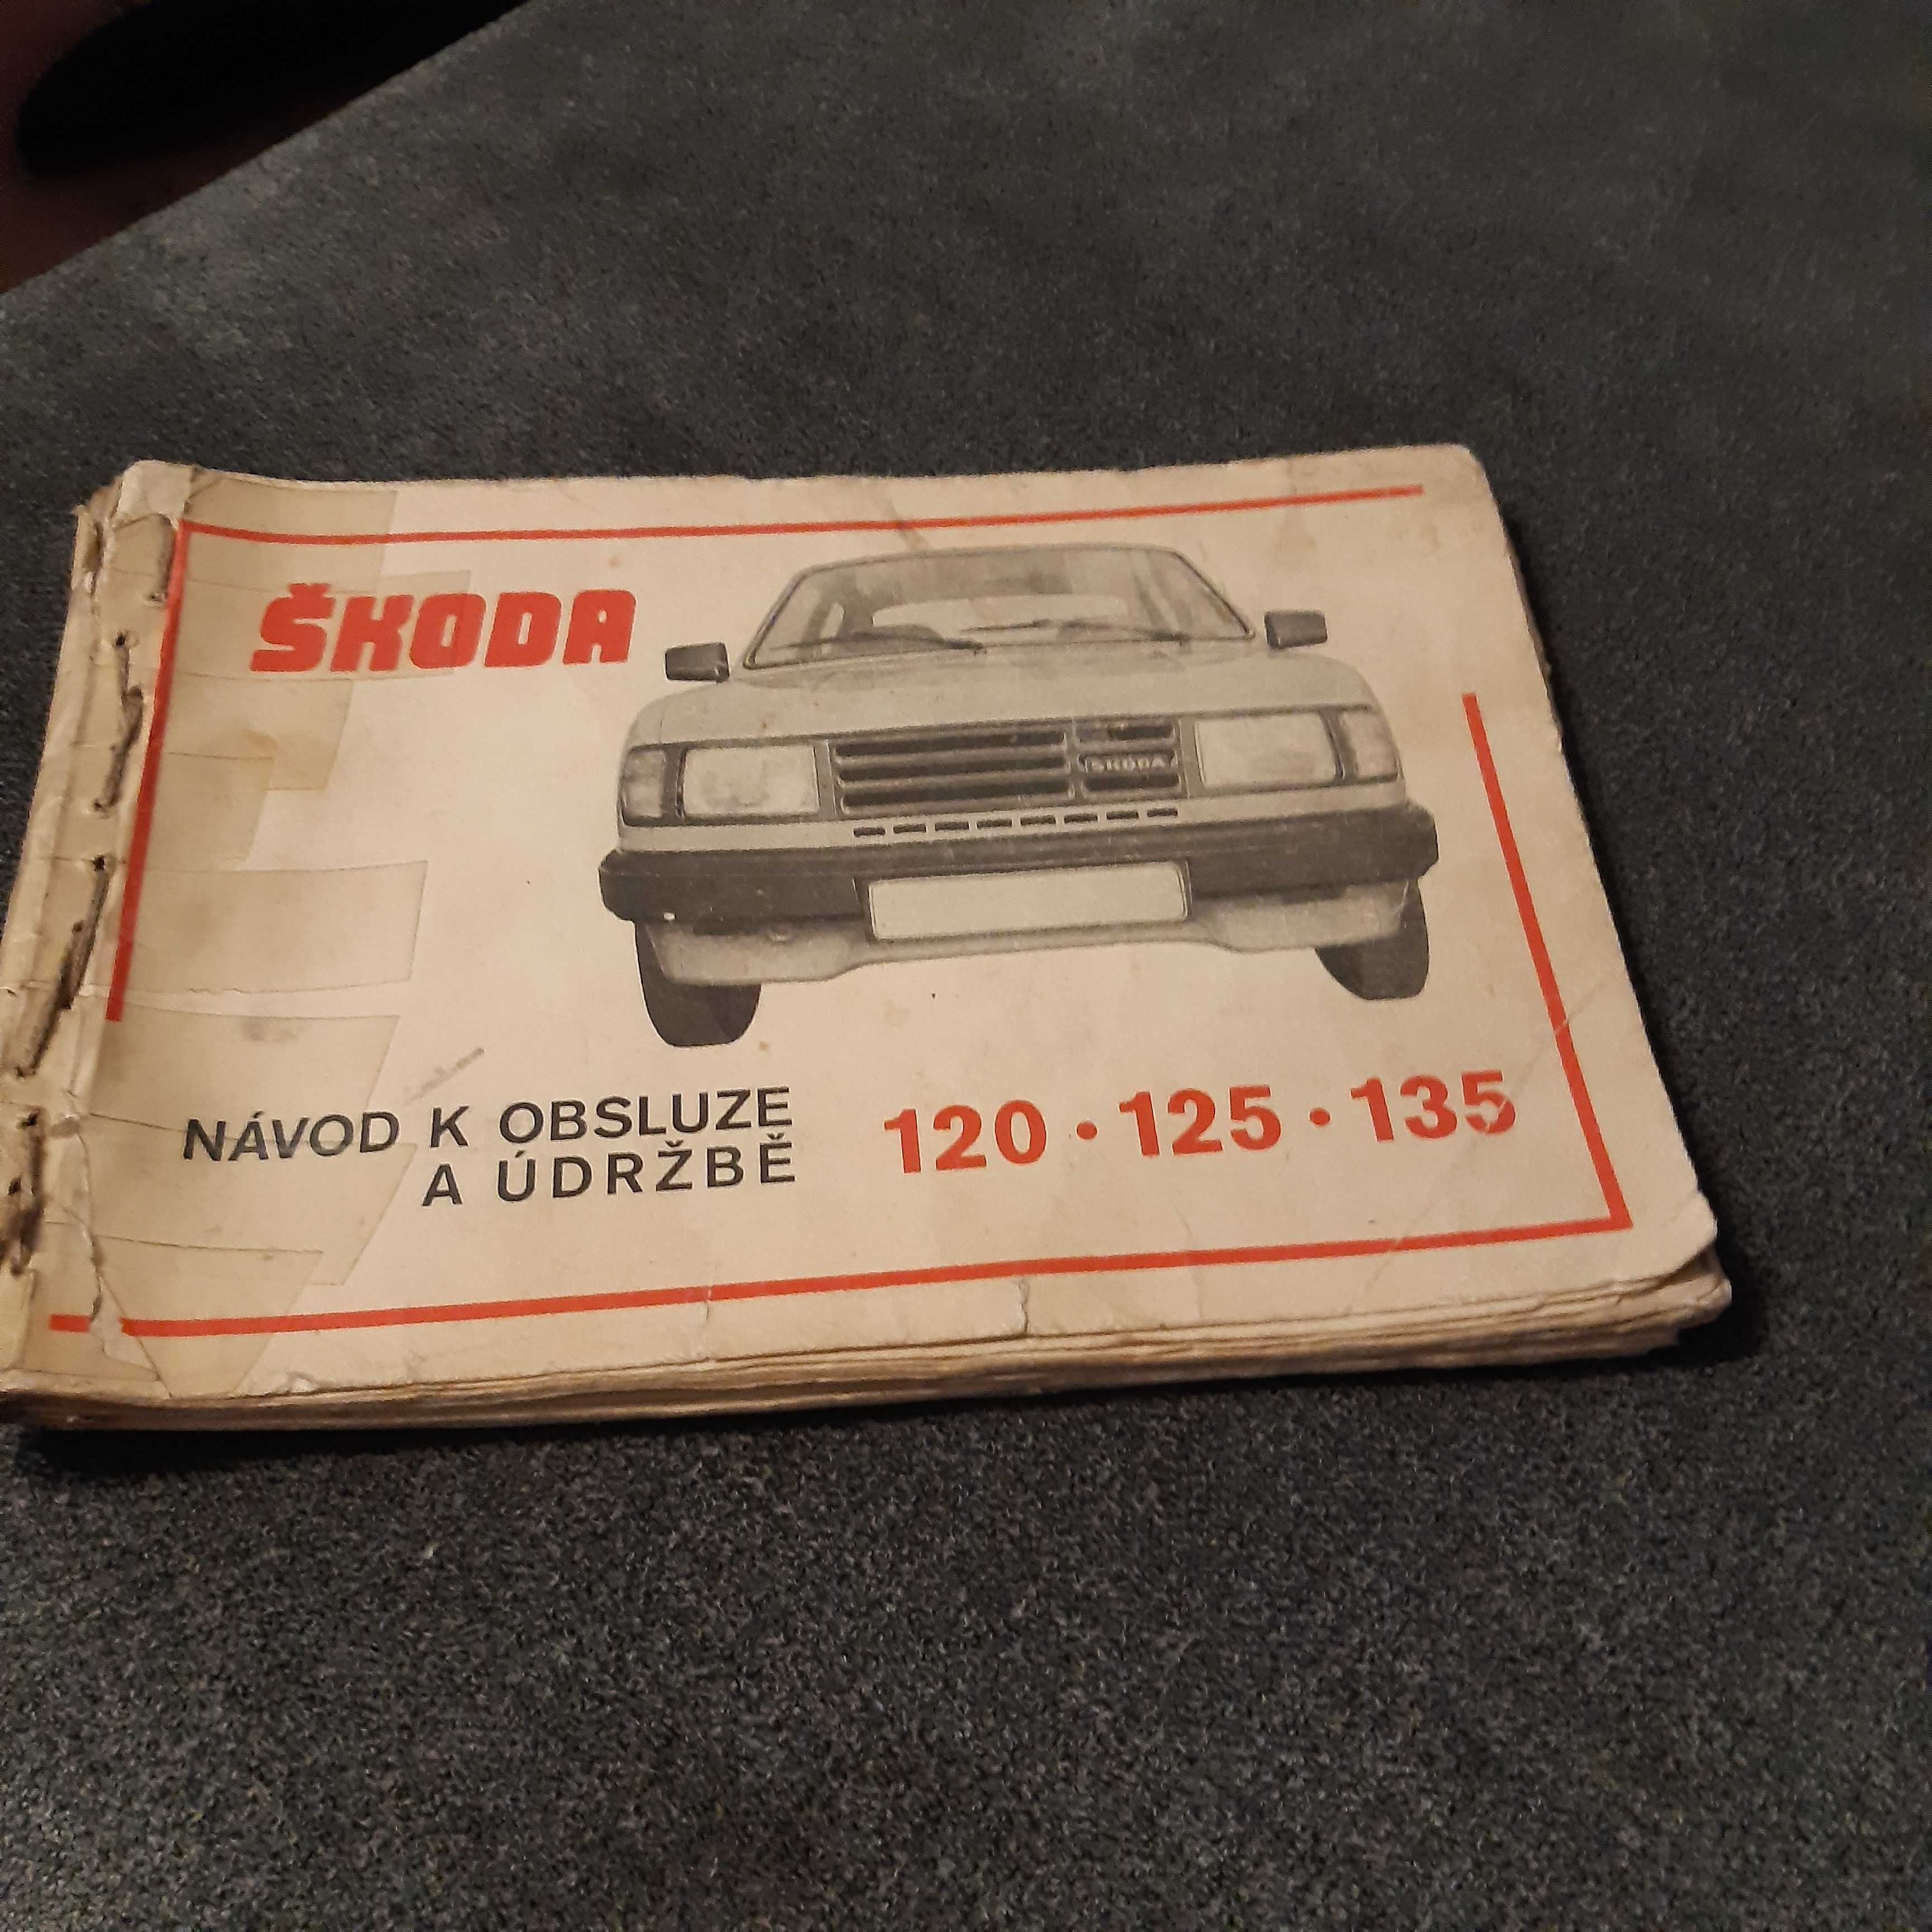 ŠKODA
ŠKODA
NÁVOD K OBSLUZE
A ÚDRŽBĚ
120 • 125 • 135